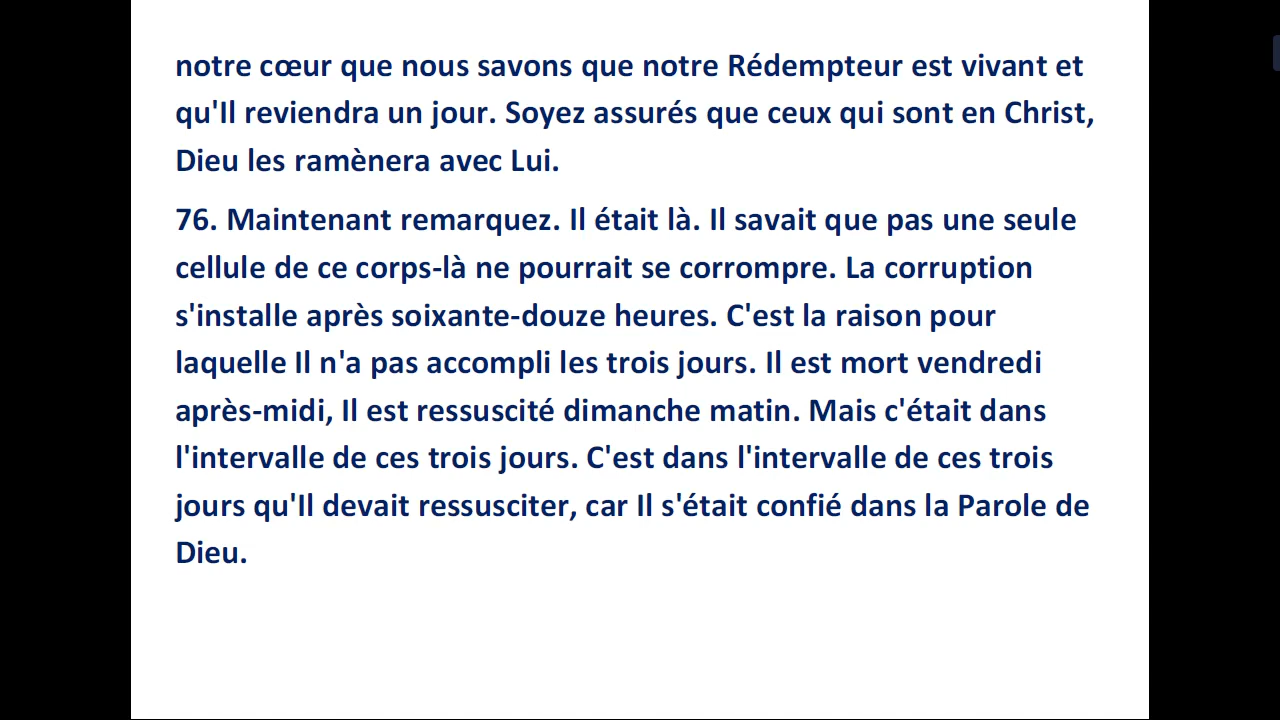 notre cœur que nous savons que notre Rédempteur est vivant et
qu'Il reviendra un jour. Soyez assurés que ceux qui sont en Christ,
Dieu les ramènera avec Lui.
76. Maintenant remarquez. Il était là. Il savait que pas une seule
cellule de ce corps-là ne pourrait se corrompre. La corruption
s'installe après soixante-douze heures. C'est la raison pour
laquelle Il n'a pas accompli les trois jours. Il est mort vendredi
après-midi, Il est ressuscité dimanche matin. Mais c'était dans
l'intervalle de ces trois jours. C'est dans l'intervalle de ces trois
jours qu'Il devait ressusciter, car Il s'était confié dans la Parole de
Dieu.